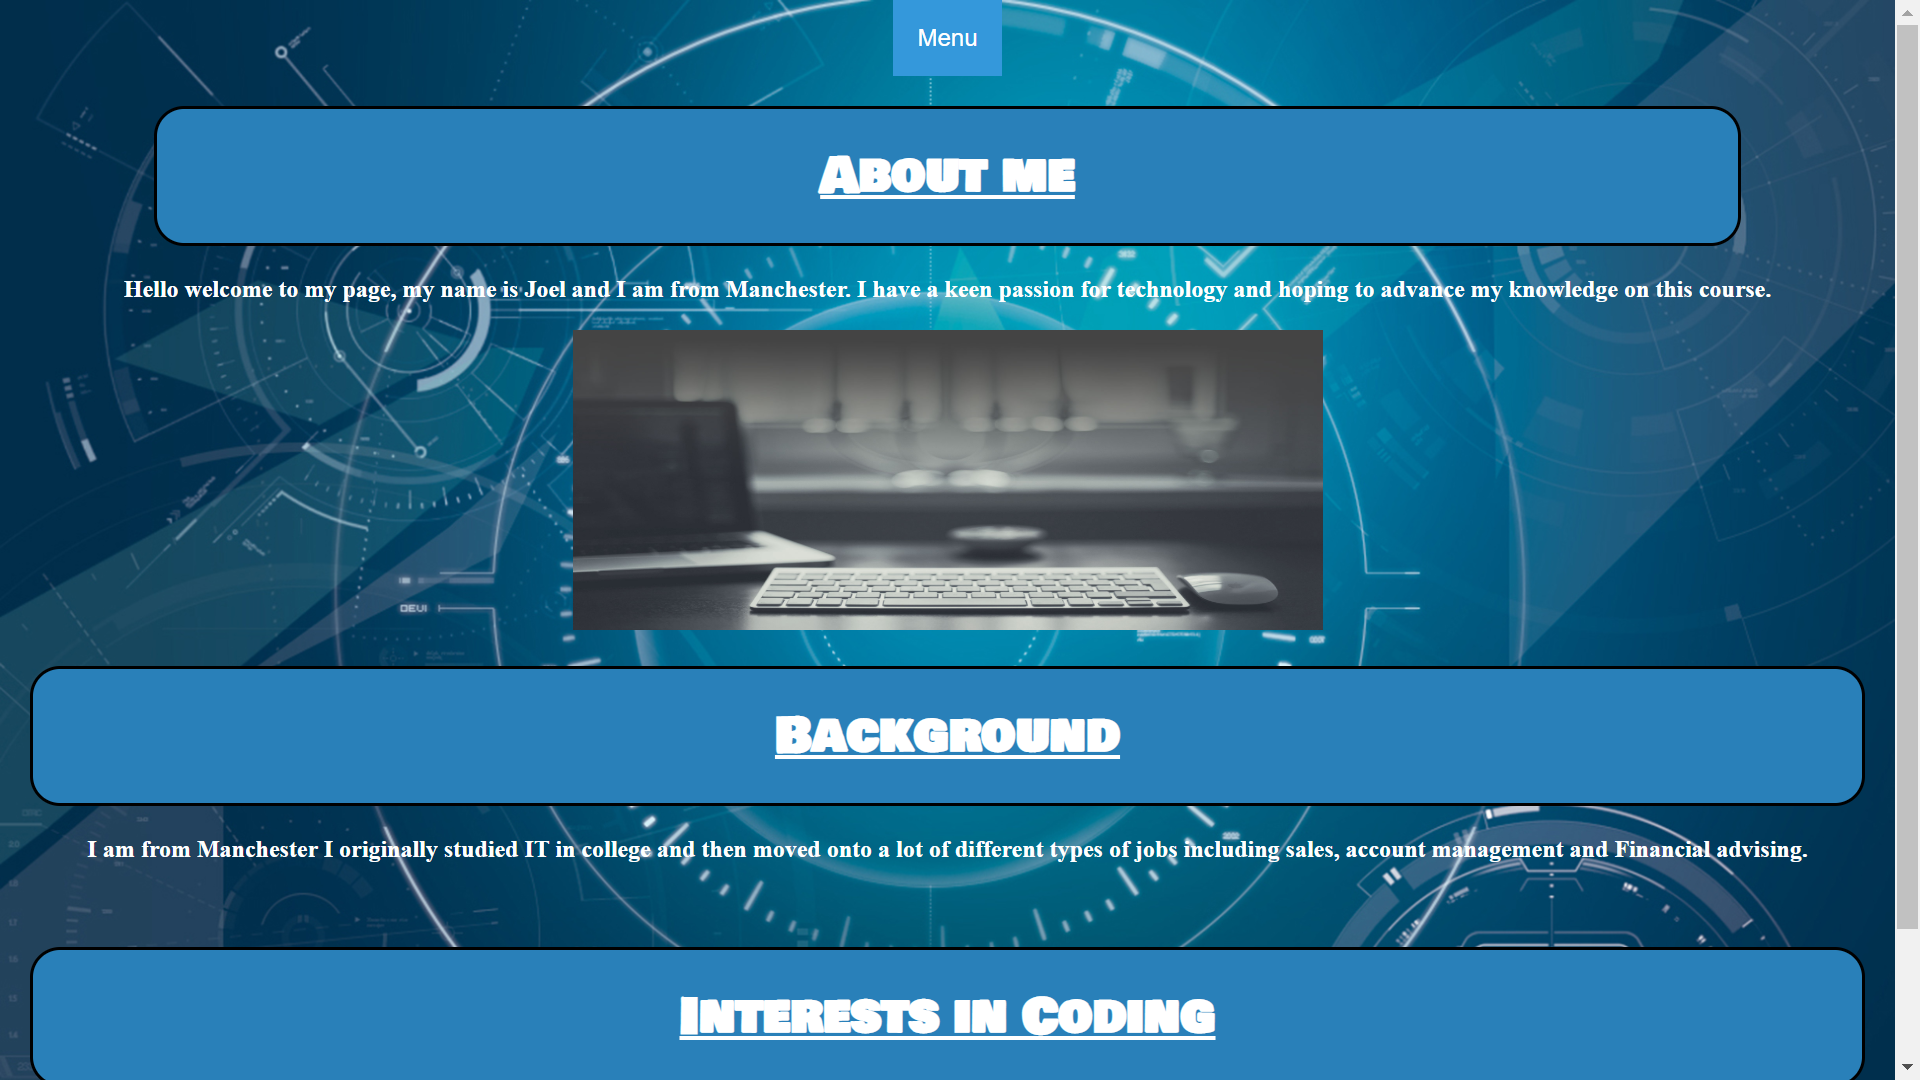 Menu
About me
Hello welcome to my page, my name is Joel and I am from Manchester. I have a keen passion for technology and hoping to advance my knowledge on this course.
DEVI
Background
I am from Manchester I originally studied IT in college and then moved onto a lot of different types of jobs including sales, account management and Financial advising.
Interests in Coding